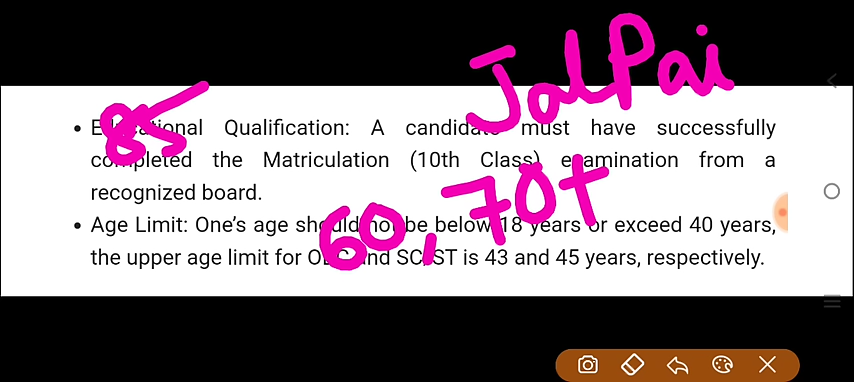 JalPai
85
• Educational Qualification: A candidate must have successfully
completed the Matriculation (10th Class) examination from a
recognized board.
60, 70+
• Age Limit: One's age should not be below 18 years or exceed 40 years,
the upper age limit for OBC and SC/ST is 43 and 45 years, respectively.